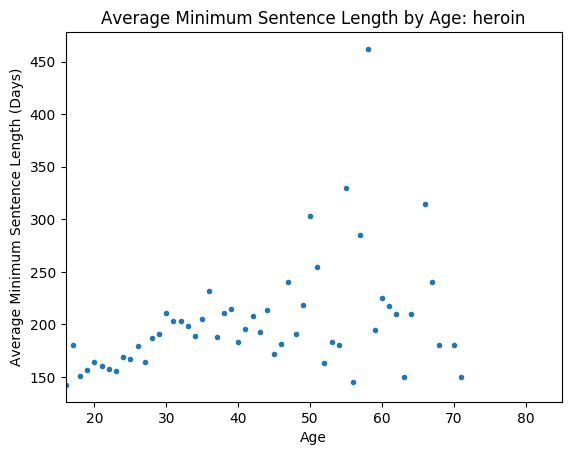 Average Minimum Sentence Length by Age: heroin
450
400
350
300
250
200
150
Average Minimum Sentence Length (Days)
20 30 40 50 60 70 80
Age